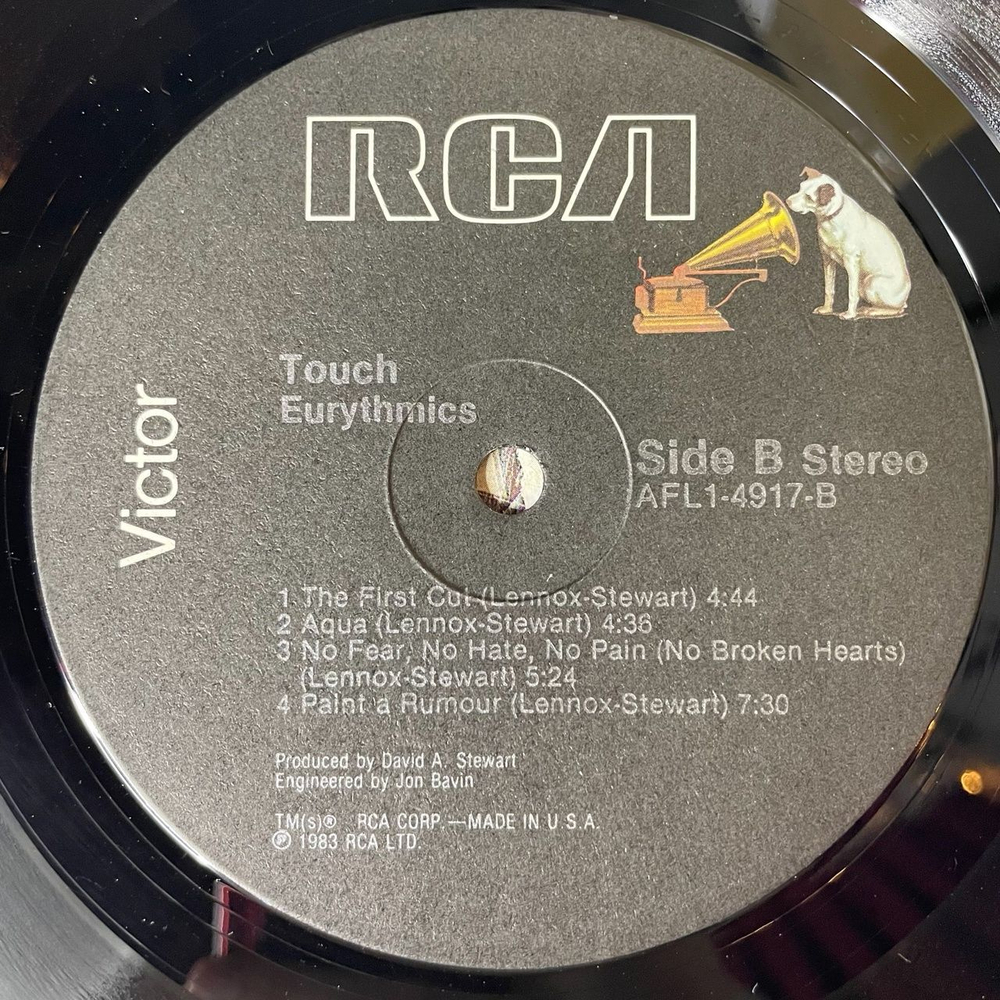 RCA
Victor
Touch
Eurythmics
Side B Stereo
AFL1-4917-B
1 The First Cut (Lennox-Stewart) 4:44
2 Aqua (Lennox-Stewart) 4:36
3 No Fear, No Hate, No Pain (No Broken Hearts)
(Lennox-Stewart) 5:24
4 Paint a Rumour (Lennox-Stewart) 7:30
Produced by David A. Stewart
Engineered by Jon Bavin
TM(s)® RCA CORP.—MADE IN U.S.A.
℗ 1983 RCA LTD.